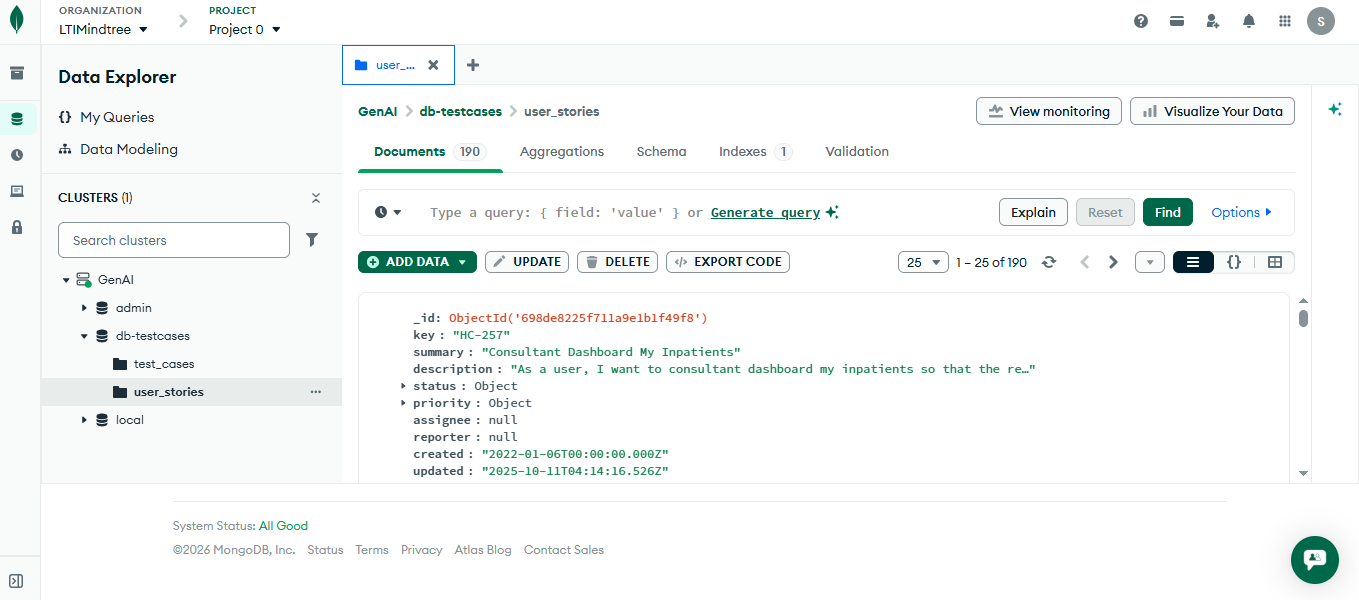 ORGANIZATION
LTIMindtree
PROJECT
Project 0
S
Data Explorer
My Queries
Data Modeling
CLUSTERS (1)
Search clusters
GenAI
admin
db-testcases
test_cases
user_stories
local
user_...
GenAI > db-testcases > user_stories
View monitoring
Visualize Your Data
Documents 190 Aggregations Schema Indexes 1 Validation
Type a query: { field: 'value' } or Generate query
Explain Reset Find Options
ADD DATA UPDATE DELETE EXPORT CODE
25 1 – 25 of 190
_id: ObjectId('698de8225f711a9e1b1f49f8')
key : "HC-257"
summary : "Consultant Dashboard My Inpatients"
description : "As a user, I want to consultant dashboard my inpatients so that the re…"
status : Object
priority : Object
assignee : null
reporter : null
created : "2022-01-06T00:00:00.000Z"
updated : "2025-10-11T04:14:16.526Z"
System Status: All Good
©2026 MongoDB, Inc. Status Terms Privacy Atlas Blog Contact Sales